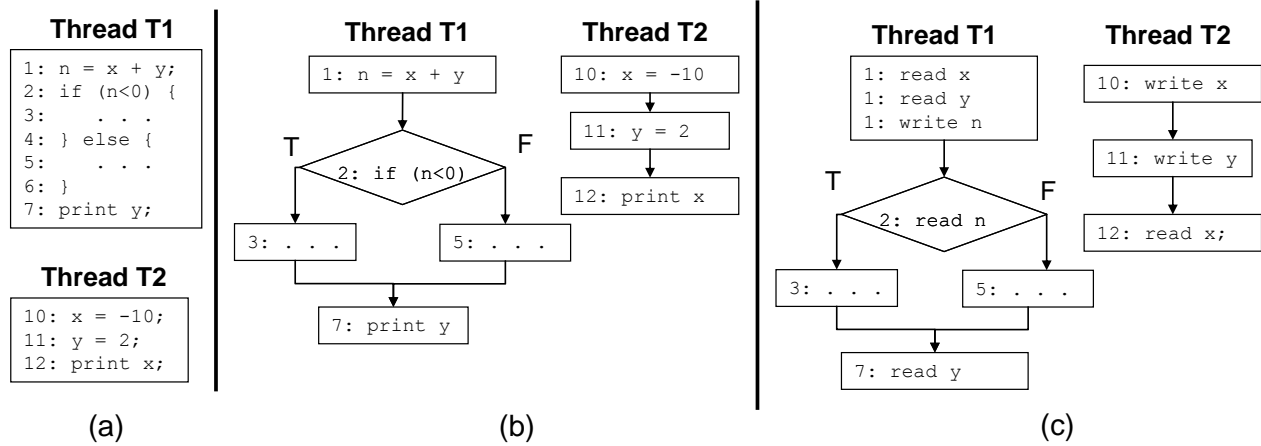 Thread T1
1: n = x + y;
2: if (n<0) {
3:    . . .
4: } else {
5:    . . .
6: }
7: print y;
Thread T2
10: x = -10;
11: y = 2;
12: print x;
(a)
Thread T1
1: n = x + y
T
F
2: if (n<0)
3: . . .
5: . . .
7: print y
Thread T2
10: x = -10
11: y = 2
12: print x
(b)
Thread T1
1: read x
1: read y
1: write n
T
F
2: read n
3: . . .
5: . . .
7: read y
Thread T2
10: write x
11: write y
12: read x;
(c)